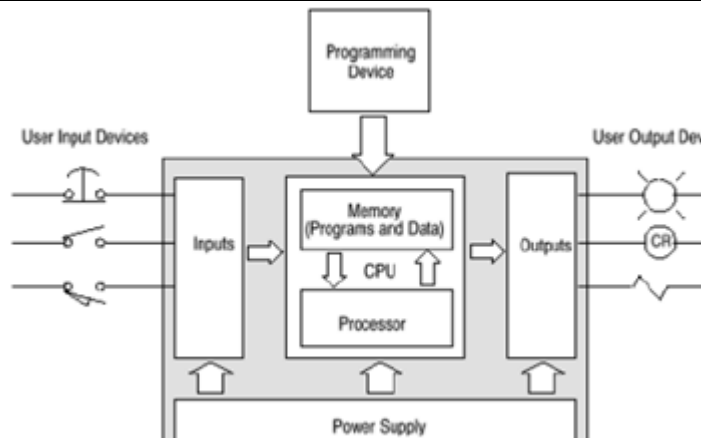 Programming
Device
User Input Devices
User Output Dev
Memory
(Programs and Data)
Inputs
CPU
Outputs
CR
Processor
Power Supply